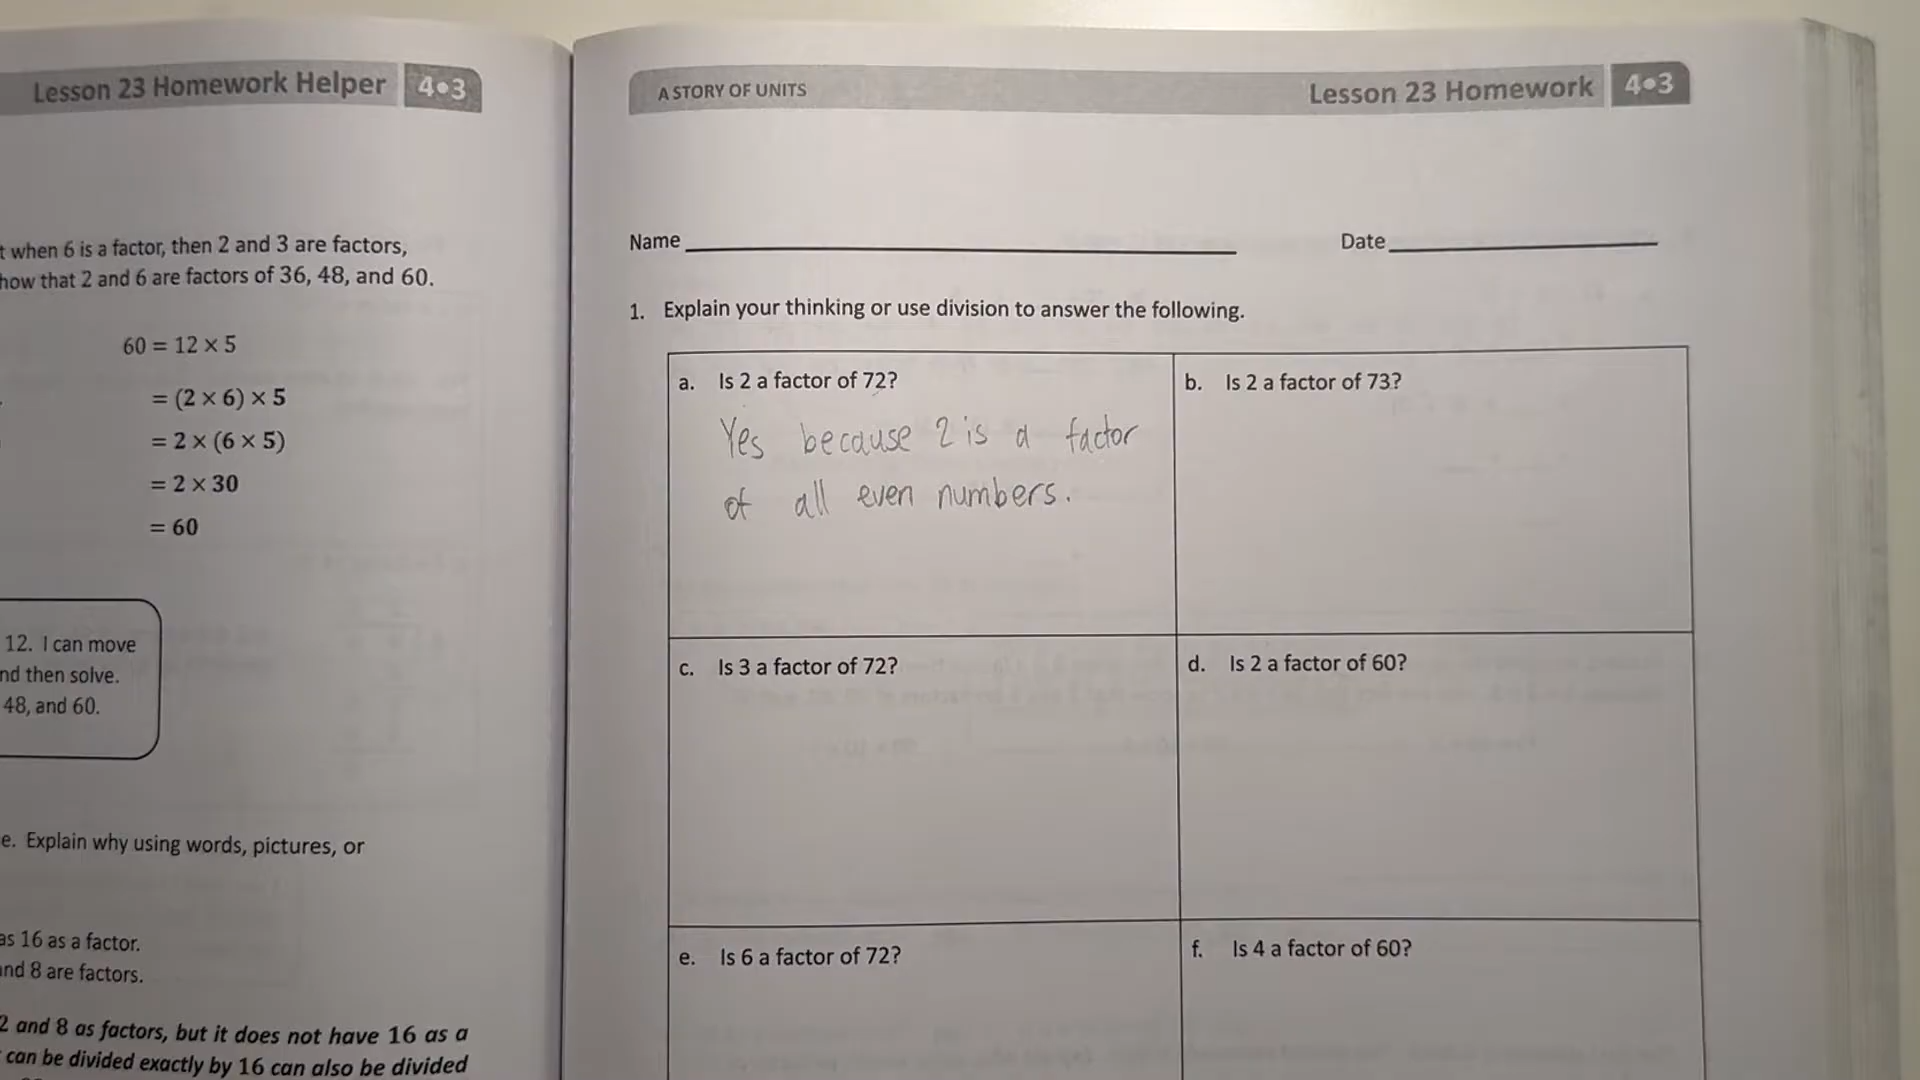 Lesson 23 Homework Helper 4•3
when 6 is a factor, then 2 and 3 are factors,
how that 2 and 6 are factors of 36, 48, and 60.
60 = 12 × 5
= (2 × 6) × 5
= 2 × (6 × 5)
= 2 × 30
= 60
12. I can move
nd then solve.
48, and 60.
e. Explain why using words, pictures, or
as 16 as a factor.
and 8 are factors.
2 and 8 as factors, but it does not have 16 as a
can be divided exactly by 16 can also be divided
A STORY OF UNITS
Lesson 23 Homework 4•3
Name
Date
1. Explain your thinking or use division to answer the following.
a. Is 2 a factor of 72?
Yes because 2 is a factor
of all even numbers.
b. Is 2 a factor of 73?
c. Is 3 a factor of 72?
d. Is 2 a factor of 60?
e. Is 6 a factor of 72?
f. Is 4 a factor of 60?